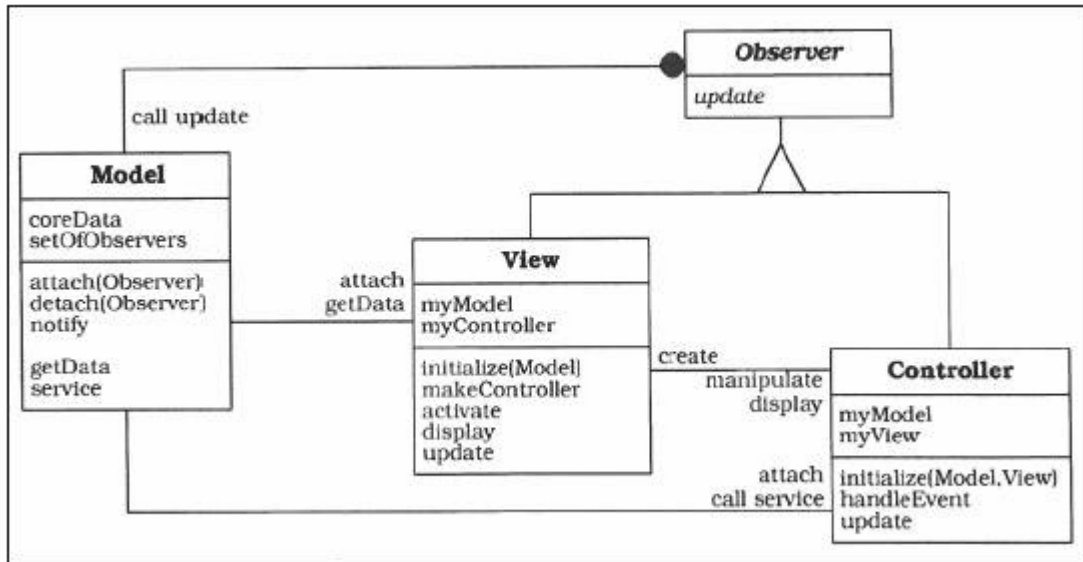 Observer
update
call update
Model
coreData
setOfObservers
attach(Observer)
detach(Observer)
notify
getData
service
attach
getData
View
myModel
myController
initialize(Model)
makeController
activate
display
update
create
manipulate
display
attach
call service
Controller
myModel
myView
initialize(Model,View)
handleEvent
update